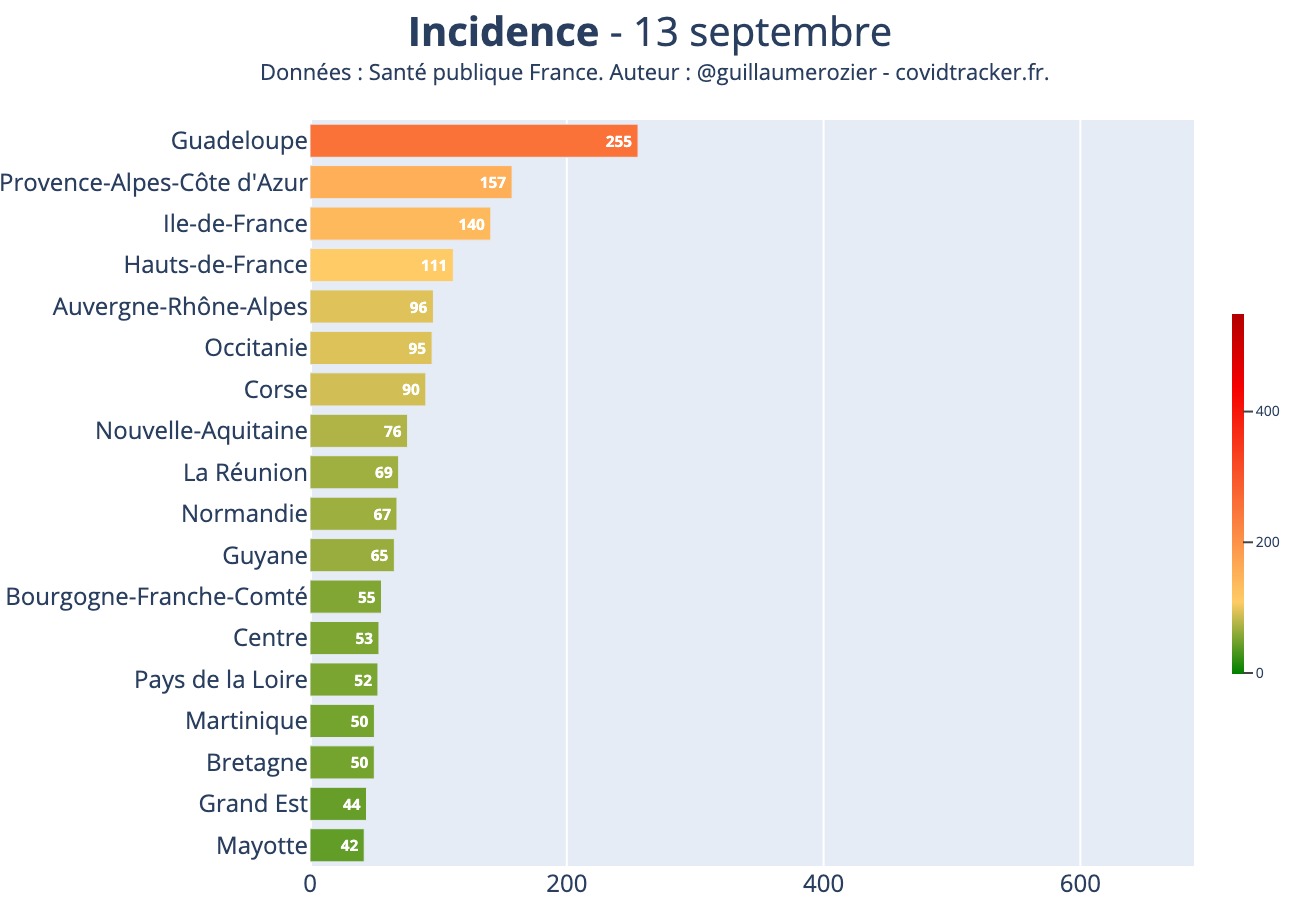 Incidence - 13 septembre
Données : Santé publique France. Auteur : @guillaumerozier - covidtracker.fr.
Guadeloupe 255
Provence-Alpes-Côte d'Azur 157
Ile-de-France 140
Hauts-de-France 111
Auvergne-Rhône-Alpes 96
Occitanie 95
Corse 90
Nouvelle-Aquitaine 76
La Réunion 69
Normandie 67
Guyane 65
Bourgogne-Franche-Comté 55
Centre 53
Pays de la Loire 52
Martinique 50
Bretagne 50
Grand Est 44
Mayotte 42
0 200 400 600
400
200
0